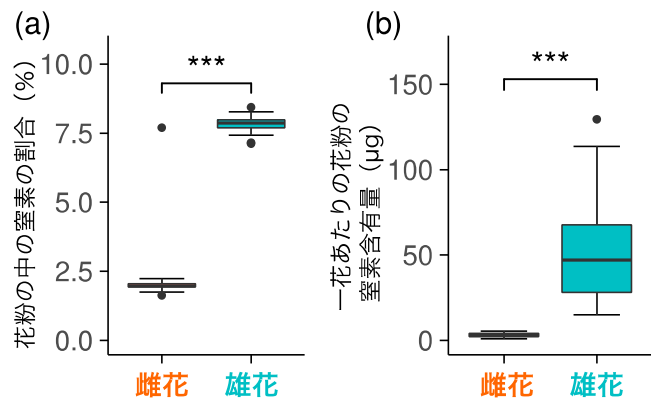 (a)
花粉の中の窒素の割合 (%)
10.0
7.5
5.0
2.5
0.0
***
雌花
雄花
(b)
一花あたりの花粉の
窒素含有量 (μg)
150
100
50
0
***
雌花
雄花